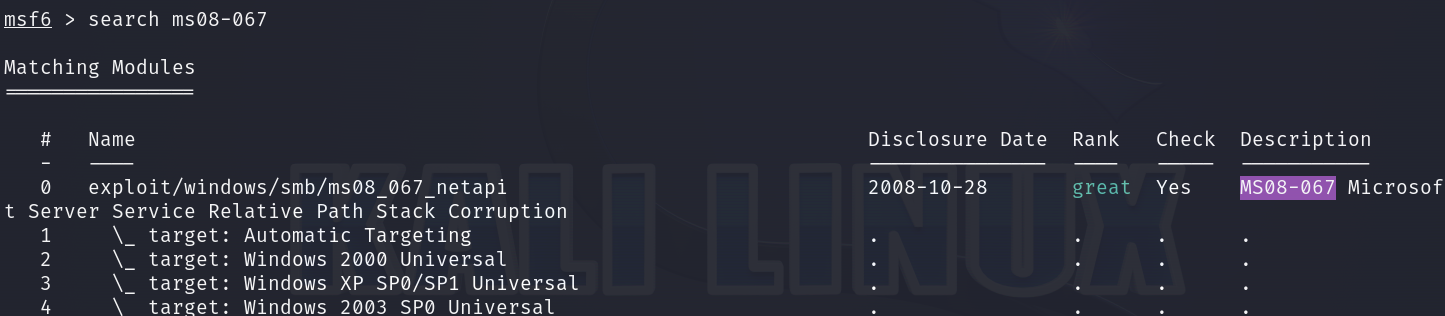 msf6 > search ms08-067
Matching Modules
================
# Name Disclosure Date Rank Check Description
- ---- --------------- ---- ----- -----------
0 exploit/windows/smb/ms08_067_netapi 2008-10-28 great Yes MS08-067 Microsof
t Server Service Relative Path Stack Corruption
1 \_ target: Automatic Targeting . . . .
2 \_ target: Windows 2000 Universal . . . .
3 \_ target: Windows XP SP0/SP1 Universal . . . .
4 \_ target: Windows 2003 SP0 Universal . . . .
KALI LINUX